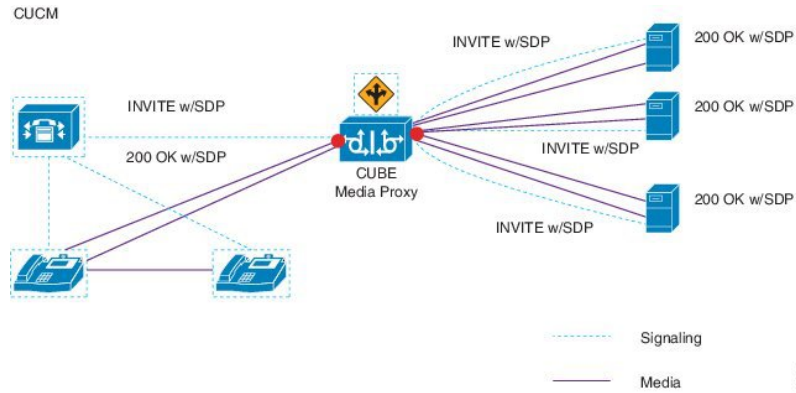 CUCM
INVITE w/SDP
200 OK w/SDP
INVITE w/SDP
200 OK w/SDP
INVITE w/SDP
200 OK w/SDP
CUBE
Media Proxy
INVITE w/SDP
200 OK w/SDP
Signaling
Media